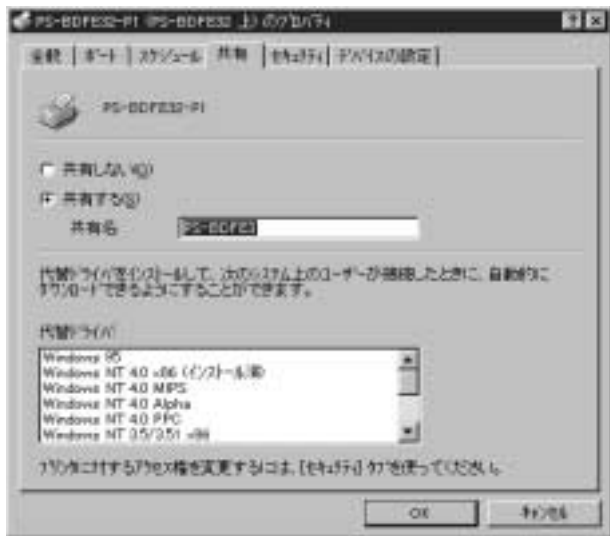 PS-BDFE32-P1 (PS-BDFE32 上) のプロパティ
全般 ポート スケジュール 共有 セキュリティ デバイスの設定
PS-BDFE32-P1
共有しない(O)
共有する(S)
共有名 PS-BDFE3
代替ドライバをインストールして、次のシステム上のユーザーが接続したときに、自動的に
ダウンロードできるようにすることができます。
代替ドライバ
Windows 95
Windows NT 4.0 x86 (インストール済)
Windows NT 4.0 MIPS
Windows NT 4.0 Alpha
Windows NT 4.0 PPC
Windows NT 3.5/3.51 x86
プリンタに対するアクセス権を変更するには、[セキュリティ] タブを使ってください。
OK キャンセル